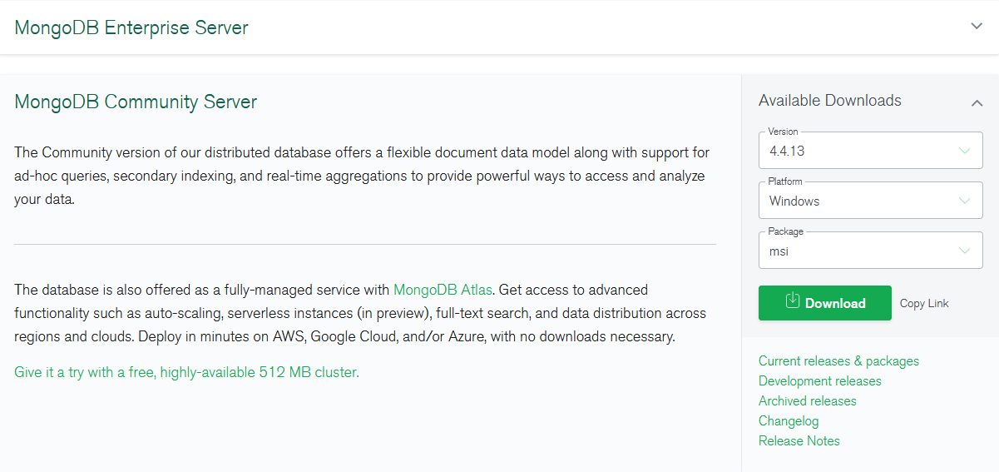 MongoDB Enterprise Server
MongoDB Community Server
The Community version of our distributed database offers a flexible document data model along with support for
ad-hoc queries, secondary indexing, and real-time aggregations to provide powerful ways to access and analyze
your data.
The database is also offered as a fully-managed service with MongoDB Atlas. Get access to advanced
functionality such as auto-scaling, serverless instances (in preview), full-text search, and data distribution across
regions and clouds. Deploy in minutes on AWS, Google Cloud, and/or Azure, with no downloads necessary.
Give it a try with a free, highly-available 512 MB cluster.
Available Downloads
Version
4.4.13
Platform
Windows
Package
msi
Download Copy Link
Current releases & packages
Development releases
Archived releases
Changelog
Release Notes